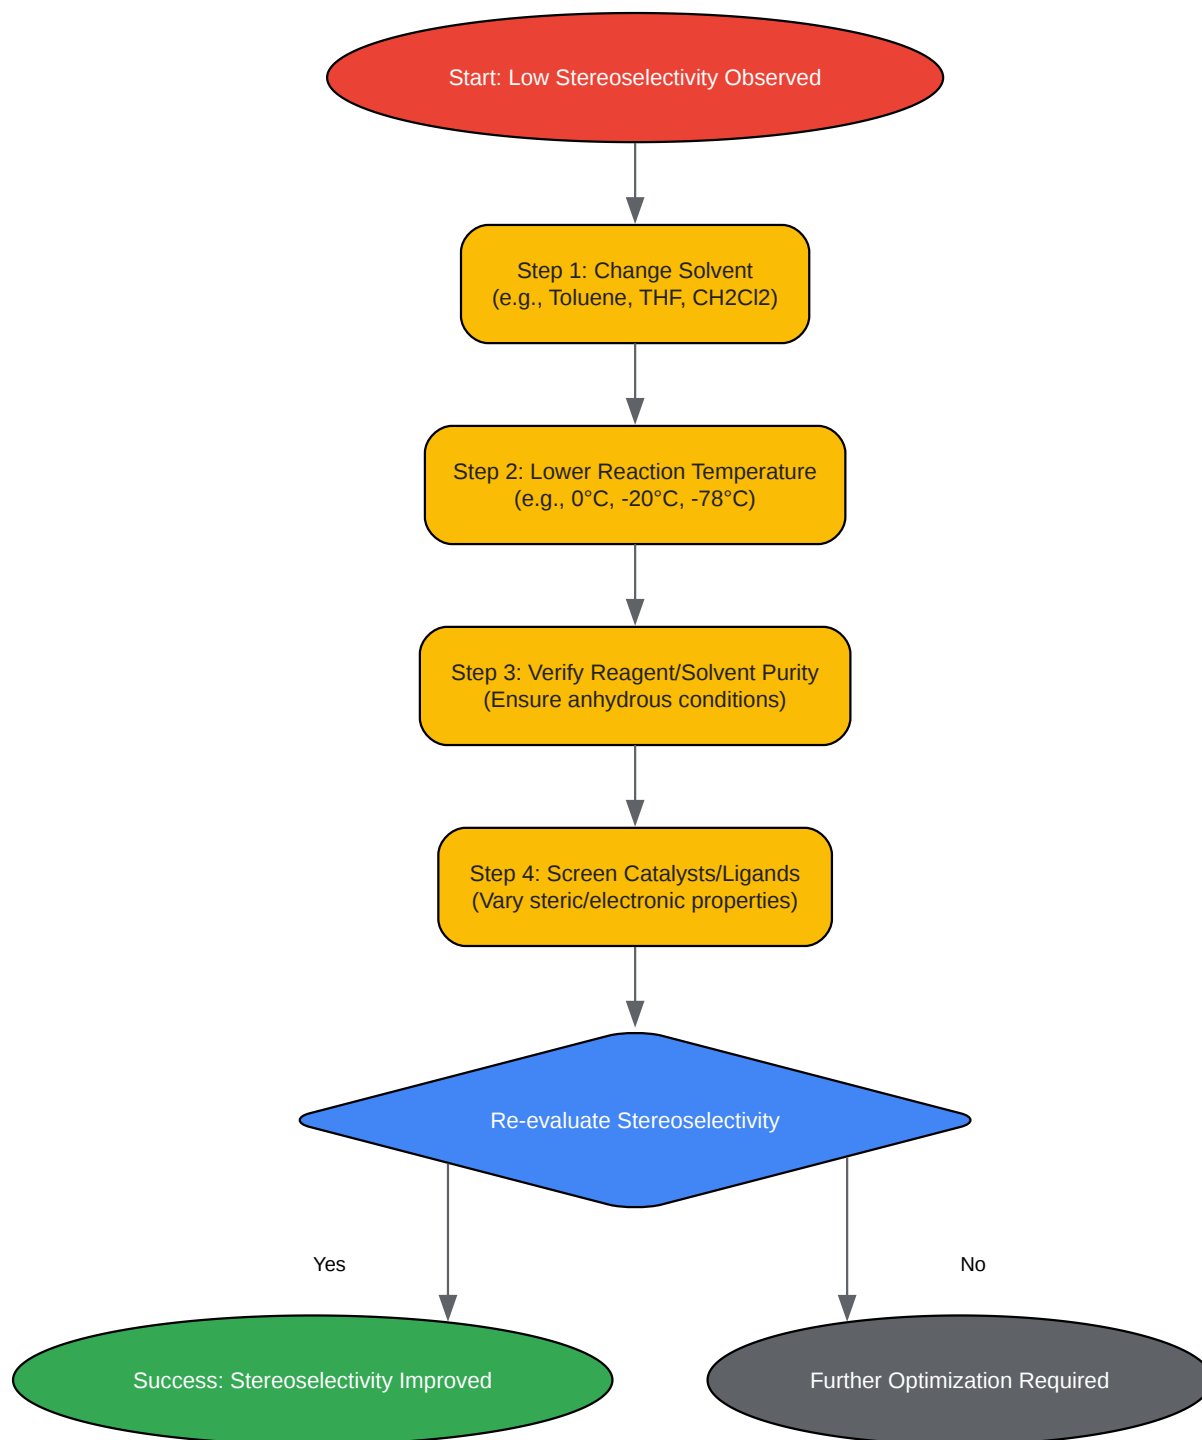 Start: Low Stereoselectivity Observed
Step 1: Change Solvent
(e.g., Toluene, THF, CH2Cl2)
Step 2: Lower Reaction Temperature
(e.g., 0°C, -20°C, -78°C)
Step 3: Verify Reagent/Solvent Purity
(Ensure anhydrous conditions)
Step 4: Screen Catalysts/Ligands
(Vary steric/electronic properties)
Re-evaluate Stereoselectivity
Yes
No
Success: Stereoselectivity Improved
Further Optimization Required